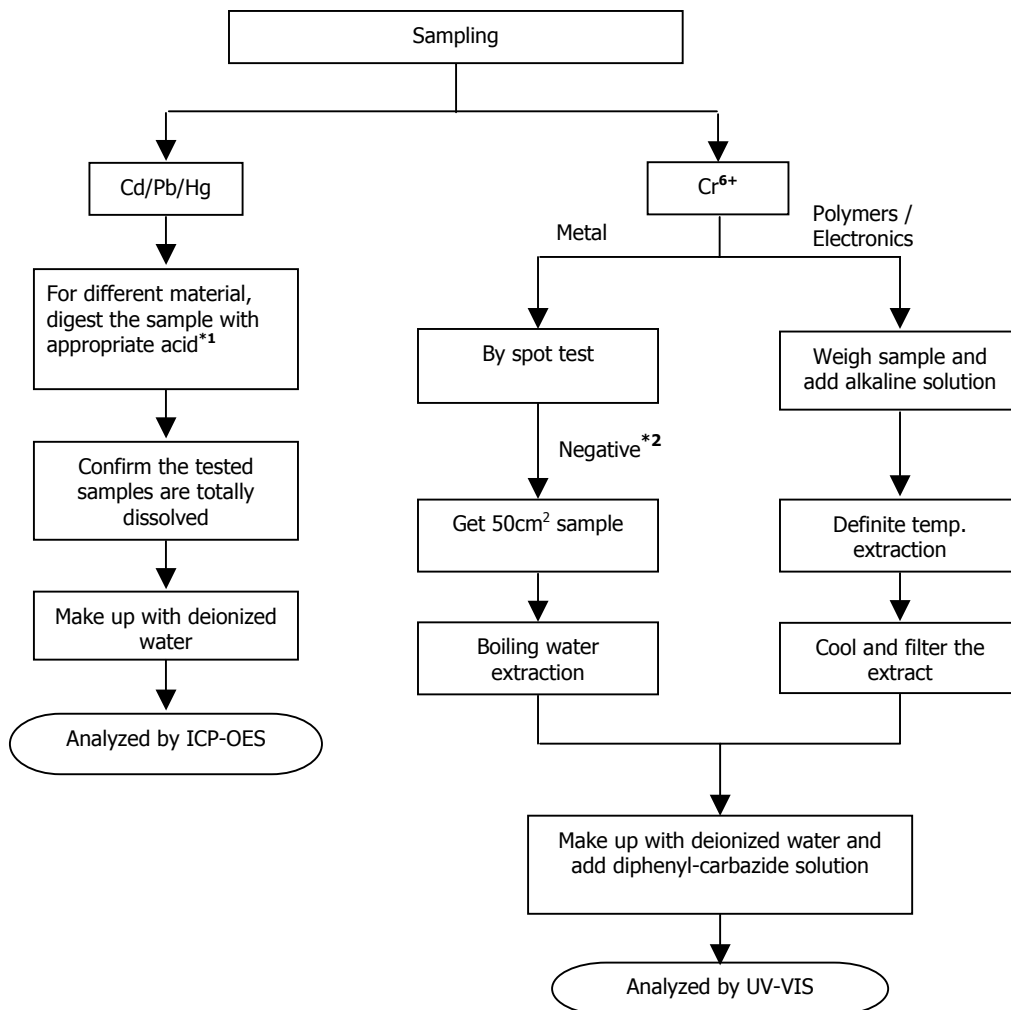 Sampling
Cd/Pb/Hg
For different material,
digest the sample with
appropriate acid*1
Confirm the tested
samples are totally
dissolved
Make up with deionized
water
Analyzed by ICP-OES
Cr6+
Metal
Polymers /
Electronics
By spot test
Negative*2
Get 50cm2 sample
Boiling water
extraction
Weigh sample and
add alkaline solution
Definite temp.
extraction
Cool and filter the
extract
Make up with deionized water and
add diphenyl-carbazide solution
Analyzed by UV-VIS